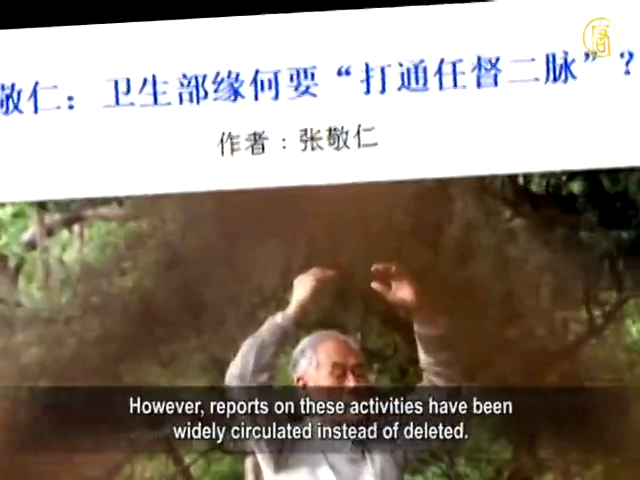 敬仁：卫生部缘何要“打通任督二脉”？
作者：张敬仁
However, reports on these activities have been
widely circulated instead of deleted.